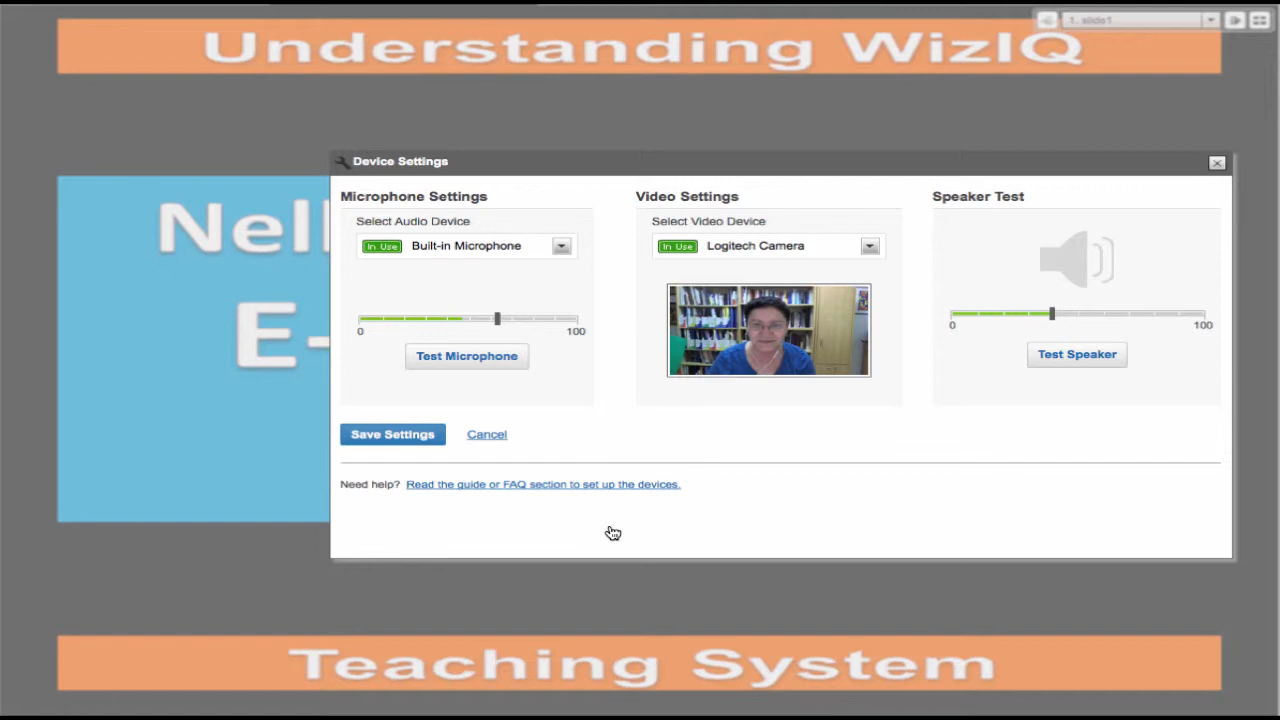 1. slide1
Understanding WizIQ
Device Settings
Microphone Settings
Select Audio Device
In Use Built-in Microphone
0 100
Test Microphone
Video Settings
Select Video Device
In Use Logitech Camera
Speaker Test
0 100
Test Speaker
Save Settings Cancel
Need help? Read the guide or FAQ section to set up the devices.
Nell
E-
Teaching System